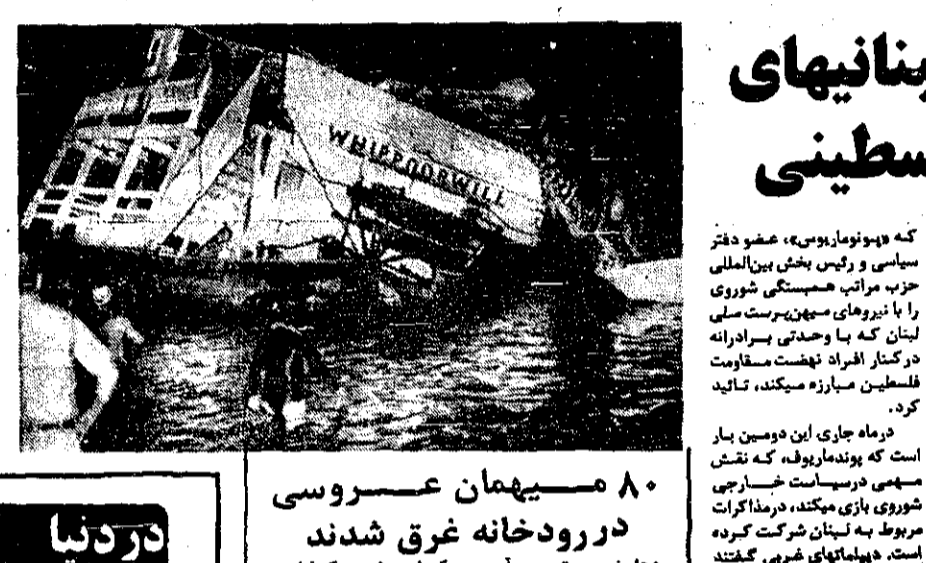 WHIPPOORWILL
سطینی
که «پونوماریوس»، عضو دفتر
سیاسی و رئیس بخش بین‌المللی
حزب مراتب همبستگی شوروی
را با نیروهای میهن‌پرست ملی
لبنان که با وحدتی برادرانه
درکنار افراد نهضت مقاومت
فلسطین مبارزه میکند، تائید
کرد.
درماه جاری این دومین بار
است که پوندماریوف، که نقش
مهمی درسیاست خارجی
شوروی بازی میکند، درمذاکرات
مربوط به لبنان شرکت کرده
است. دیپلماتهای غربی گفتند
۸۰ میهمان عروسی
در رودخانه غرق شدند
در دنیا